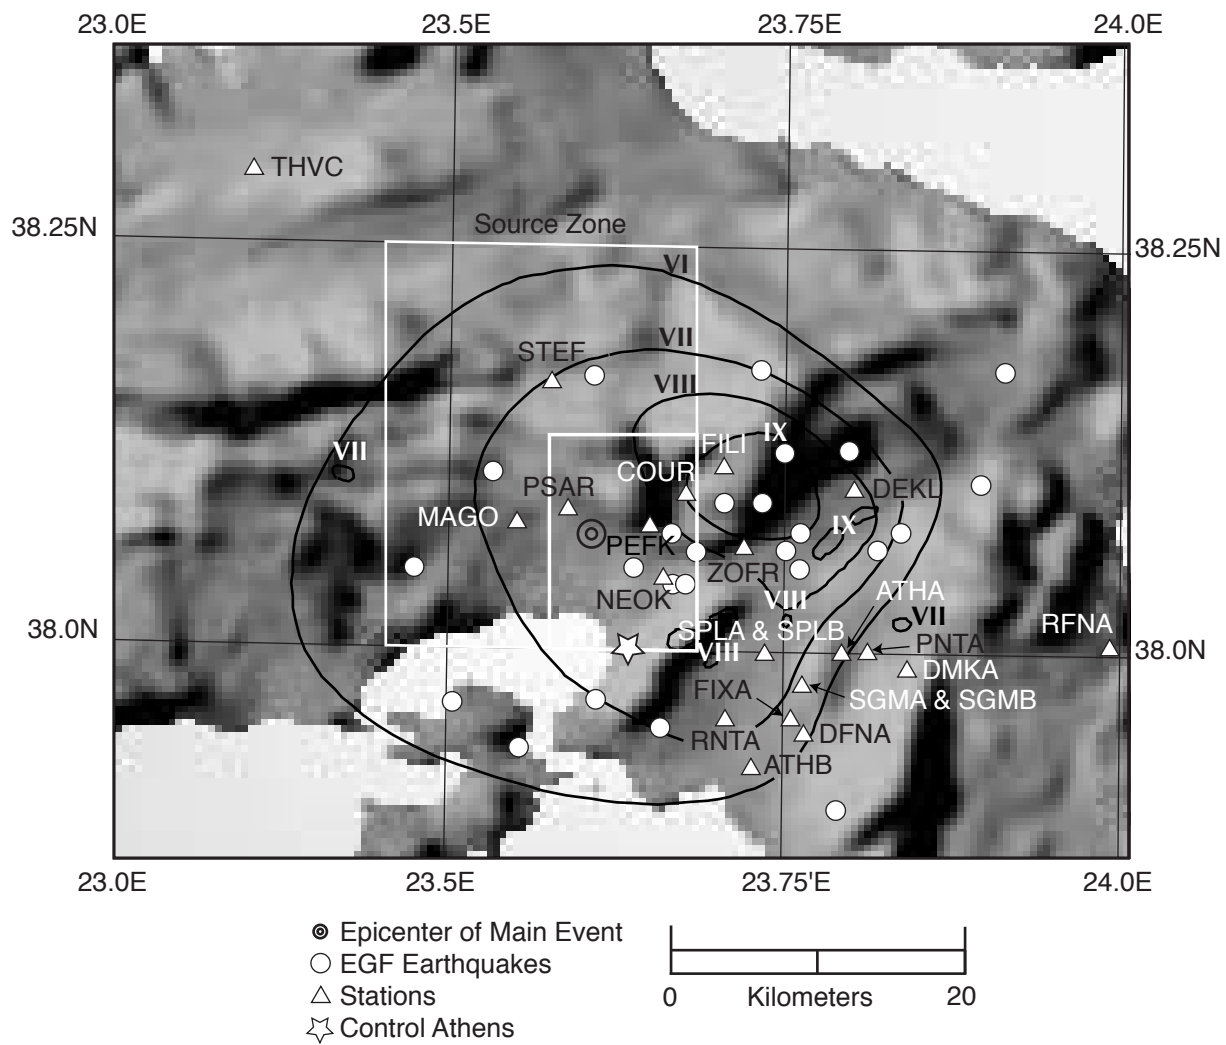 23.0E 23.5E 23.75E 24.0E
THVC
38.25N 38.25N
Source Zone
VI
VII
STEF
VIII
IX
FILI
VII
COUR
PSAR
DEKL
MAGO
IX
PEFK
ZOFR
NEOK
VIII
ATHA
VII
38.0N
SPLA & SPLB
RFNA
PNTA
38.0N
VIII
DMKA
FIXA
SGMA & SGMB
RNTA
DFNA
ATHB
23.0E 23.5E 23.75'E 24.0E
Epicenter of Main Event
EGF Earthquakes
Stations
0 Kilometers 20
Control Athens